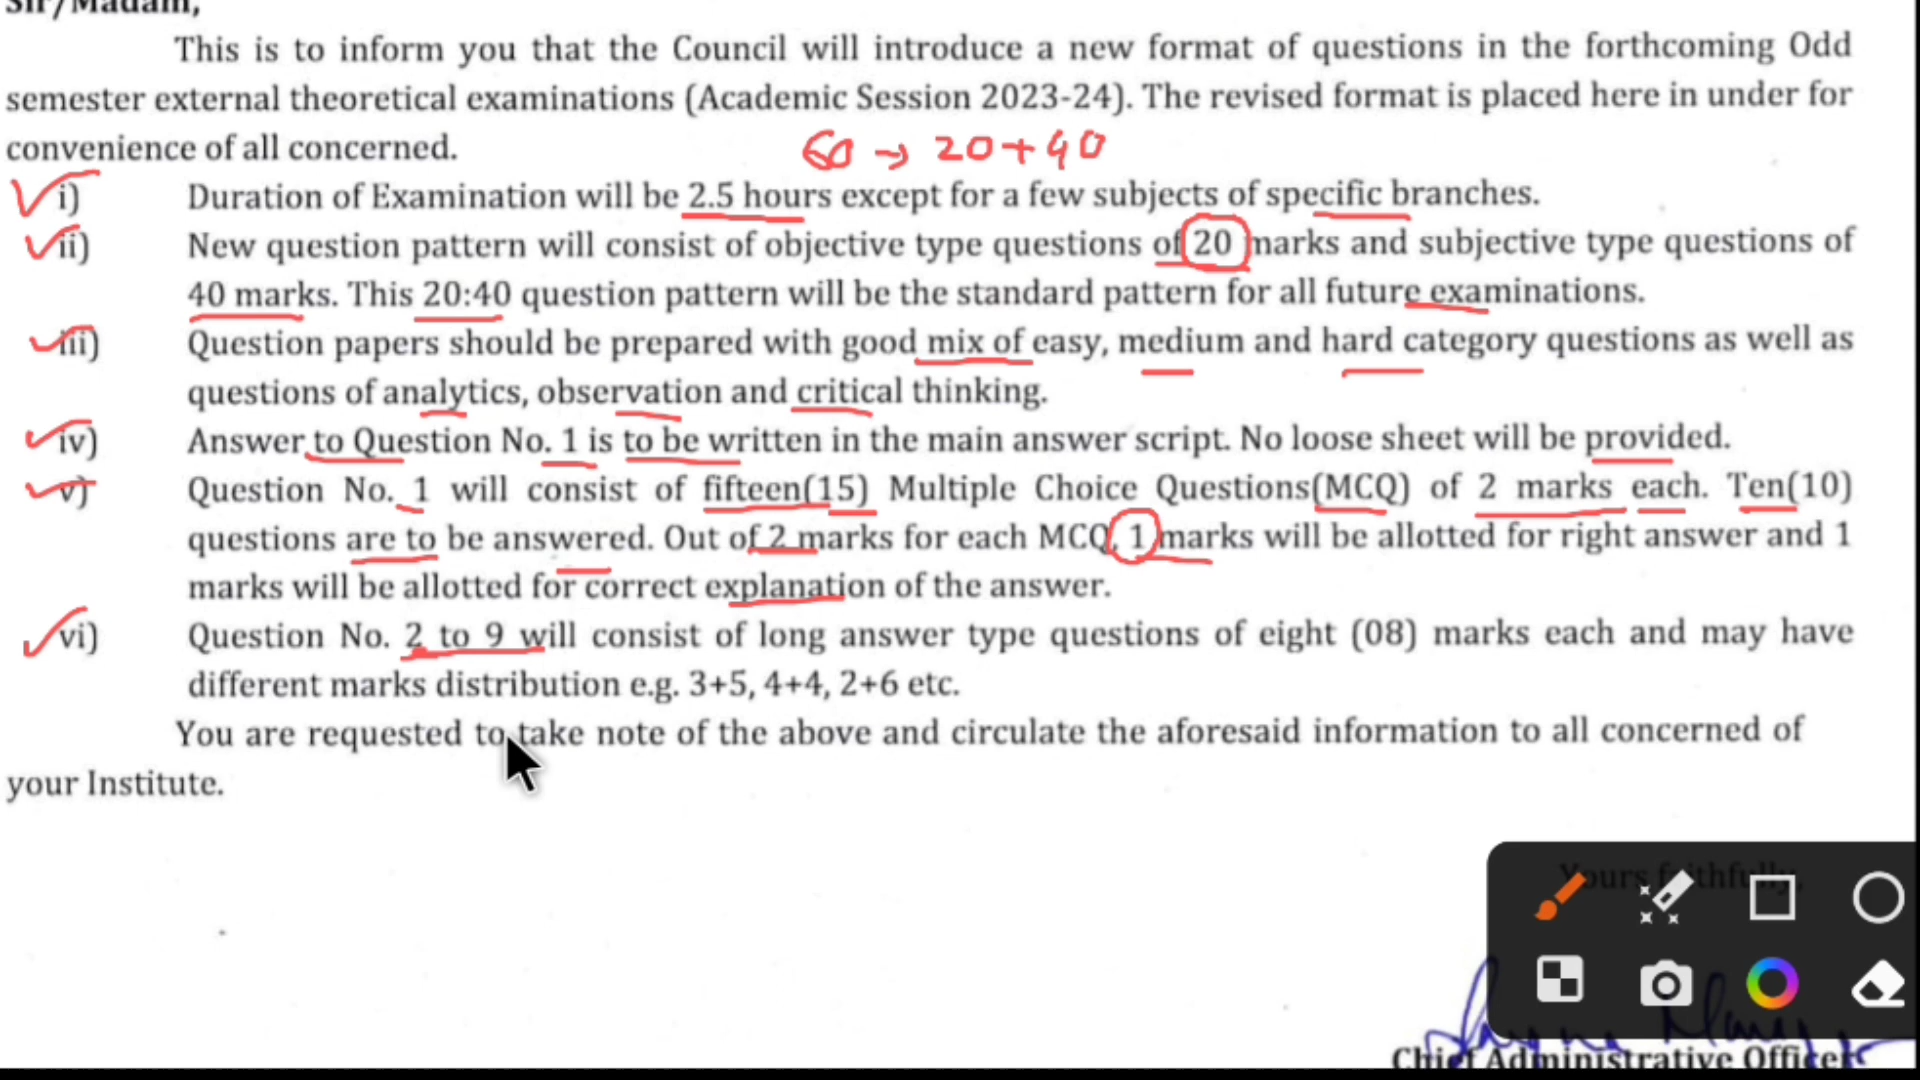 Sir/Madam,
This is to inform you that the Council will introduce a new format of questions in the forthcoming Odd
semester external theoretical examinations (Academic Session 2023-24). The revised format is placed here in under for
convenience of all concerned.
60 → 20+40
i) Duration of Examination will be 2.5 hours except for a few subjects of specific branches.
ii) New question pattern will consist of objective type questions of 20 marks and subjective type questions of
40 marks. This 20:40 question pattern will be the standard pattern for all future examinations.
iii) Question papers should be prepared with good mix of easy, medium and hard category questions as well as
questions of analytics, observation and critical thinking.
iv) Answer to Question No. 1 is to be written in the main answer script. No loose sheet will be provided.
v) Question No. 1 will consist of fifteen(15) Multiple Choice Questions(MCQ) of 2 marks each. Ten(10)
questions are to be answered. Out of 2 marks for each MCQ, 1 marks will be allotted for right answer and 1
marks will be allotted for correct explanation of the answer.
vi) Question No. 2 to 9 will consist of long answer type questions of eight (08) marks each and may have
different marks distribution e.g. 3+5, 4+4, 2+6 etc.
You are requested to take note of the above and circulate the aforesaid information to all concerned of
your Institute.
Yours faithfully,
Chief Administrative Officer